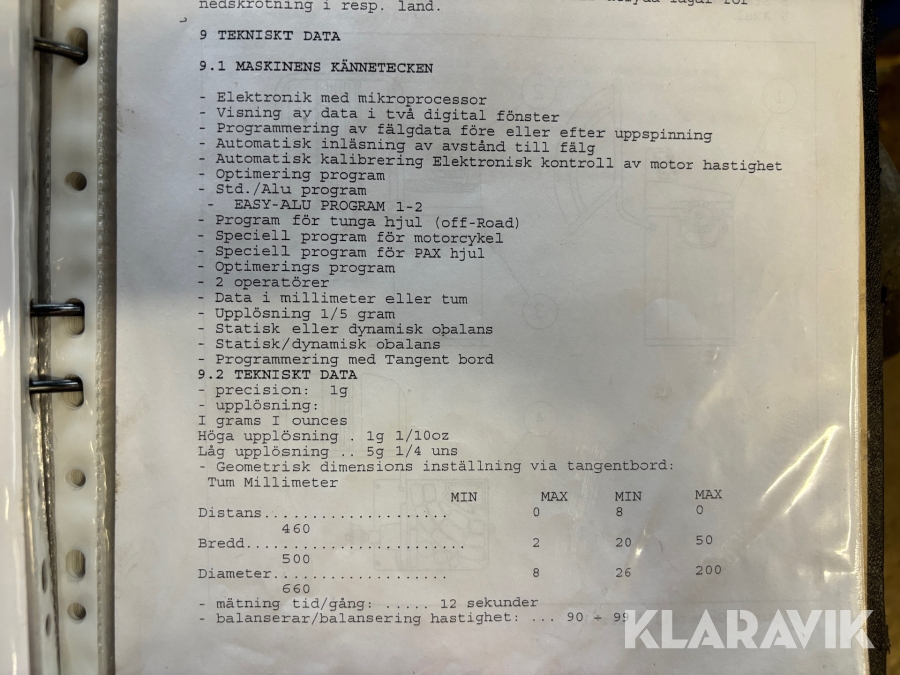 nedskrotning i resp. land.
9 TEKNISKT DATA
9.1 MASKINENS KÄNNETECKEN
- Elektronik med mikroprocessor
- Visning av data i två digital fönster
- Programmering av fälgdata före eller efter uppspinning
- Automatisk inläsning av avstånd till fälg
- Automatisk kalibrering Elektronisk kontroll av motor hastighet
- Optimering program
- Std./Alu program
- EASY-ALU PROGRAM 1-2
- Program för tunga hjul (off-Road)
- Speciell program för motorcykel
- Speciell program för PAX hjul
- Optimerings program
- 2 operatörer
- Data i millimeter eller tum
- Upplösning 1/5 gram
- Statisk eller dynamisk obalans
- Statisk/dynamisk obalans
- Programmering med Tangent bord
9.2 TEKNISKT DATA
- precision: 1g
- upplösning:
I grams I ounces
Höga upplösning . 1g 1/10oz
Låg upplösning .. 5g 1/4 uns
- Geometrisk dimensions inställning via tangentbord:
Tum Millimeter
MIN MAX MIN MAX
Distans.................... 0 8 0
460
Bredd........................ 2 20 50
500
Diameter................... 8 26 200
660
- mätning tid/gång: ..... 12 sekunder
- balanserar/balansering hastighet: ... 90 ÷ 99
KLARAVIK